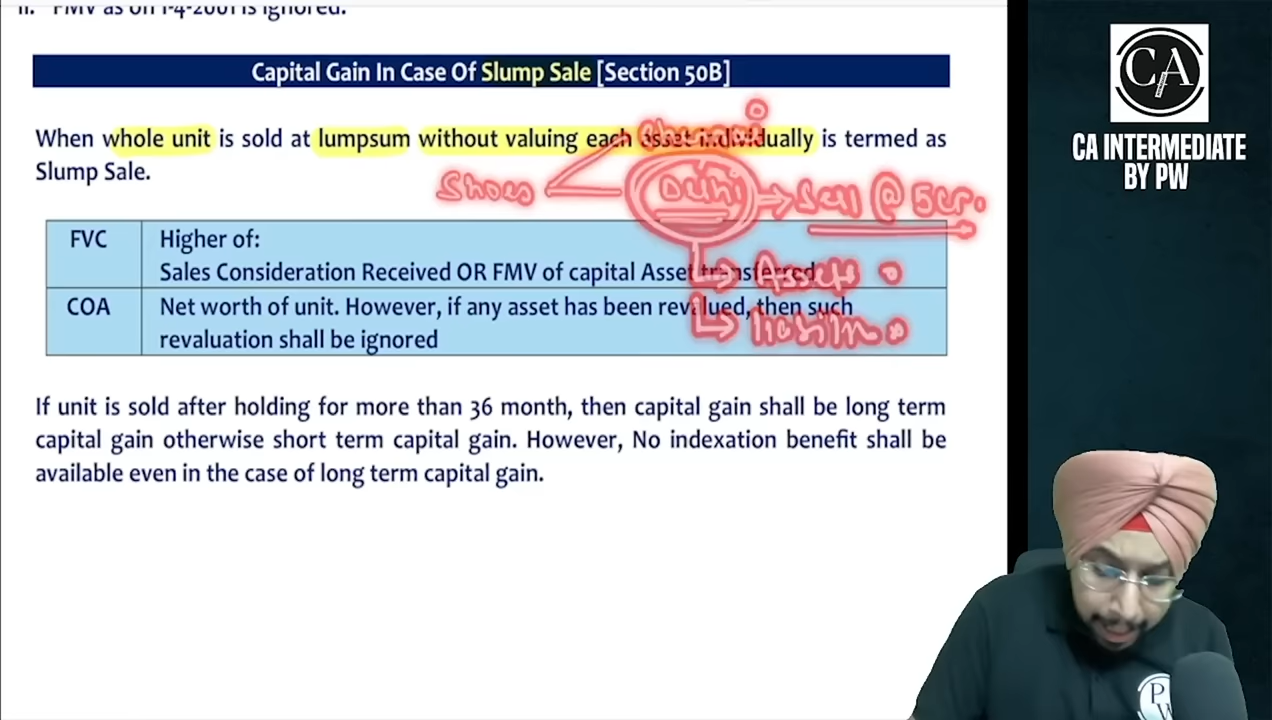 ii. FMV as on 1-4-2001 is ignored.
Capital Gain In Case Of Slump Sale [Section 50B]
When whole unit is sold at lumpsum without valuing each asset individually is termed as
Slump Sale.
Shoes
Delhi → Sell @ 5 cr.
FVC
Higher of:
Sales Consideration Received OR FMV of capital Asset transferred
Assets
COA
Net worth of unit. However, if any asset has been revalued, then such
revaluation shall be ignored
If unit is sold after holding for more than 36 month, then capital gain shall be long term
capital gain otherwise short term capital gain. However, No indexation benefit shall be
available even in the case of long term capital gain.
CA
CA INTERMEDIATE
BY PW
P
W